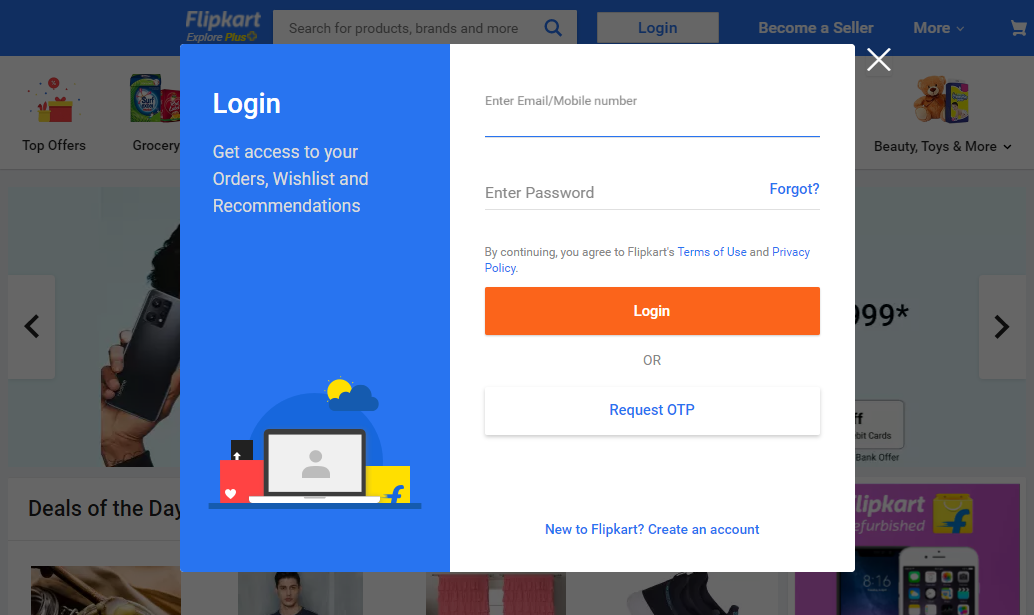 Flipkart
Explore Plus
Search for products, brands and more
Login
Become a Seller
More
Top Offers
Grocery
Beauty, Toys & More
Login
Get access to your
Orders, Wishlist and
Recommendations
Enter Email/Mobile number
Enter Password
Forgot?
By continuing, you agree to Flipkart's Terms of Use and Privacy
Policy.
Login
OR
Request OTP
New to Flipkart? Create an account
999*
Cards
Bank Offer
Deals of the Day
lipkart
efurbished
8:16